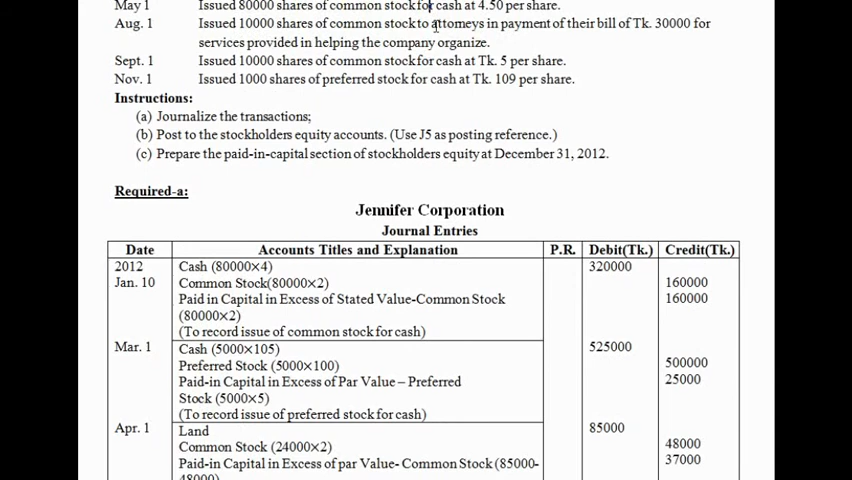 May 1 Issued 80000 shares of common stock for cash at 4.50 per share.
Aug. 1 Issued 10000 shares of common stock to attorneys in payment of their bill of Tk. 30000 for
services provided in helping the company organize.
Sept. 1 Issued 10000 shares of common stock for cash at Tk. 5 per share.
Nov. 1 Issued 1000 shares of preferred stock for cash at Tk. 109 per share.
Instructions:
(a) Journalize the transactions;
(b) Post to the stockholders equity accounts. (Use J5 as posting reference.)
(c) Prepare the paid-in-capital section of stockholders equity at December 31, 2012.
Required-a:
Jennifer Corporation
Journal Entries
Date Accounts Titles and Explanation P.R. Debit(Tk.) Credit(Tk.)
2012 Cash (80000×4) 320000
Jan. 10 Common Stock(80000×2) 160000
Paid in Capital in Excess of Stated Value-Common Stock 160000
(80000×2)
(To record issue of common stock for cash)
Mar. 1 Cash (5000×105) 525000
Preferred Stock (5000×100) 500000
Paid-in Capital in Excess of Par Value – Preferred 25000
Stock (5000×5)
(To record issue of preferred stock for cash)
Apr. 1 Land 85000
Common Stock (24000×2) 48000
Paid-in Capital in Excess of par Value- Common Stock (85000- 37000
48000)